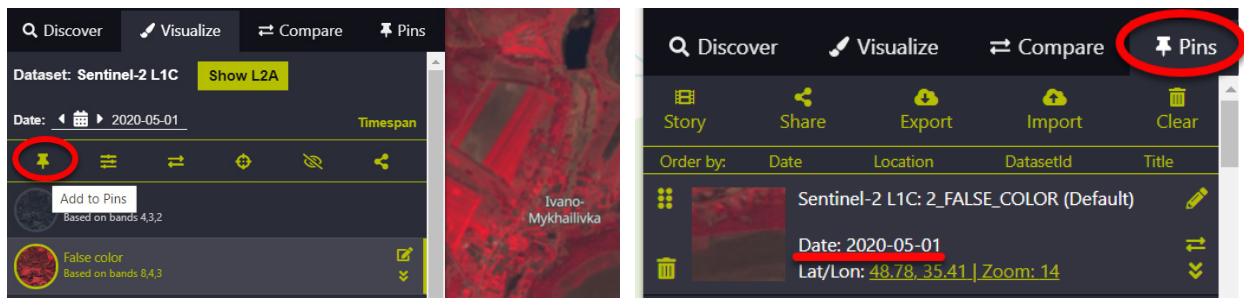 Discover Visualize Compare Pins
Dataset: Sentinel-2 L1C Show L2A
Date: 2020-05-01 Timespan
Add to Pins
Based on bands 4,3,2
False color
Based on bands 8,4,3
Ivano-
Mykhailivka
Discover Visualize Compare Pins
Story Share Export Import Clear
Order by: Date Location DatasetId Title
Sentinel-2 L1C: 2_FALSE_COLOR (Default)
Date: 2020-05-01
Lat/Lon: 48.78, 35.41 | Zoom: 14